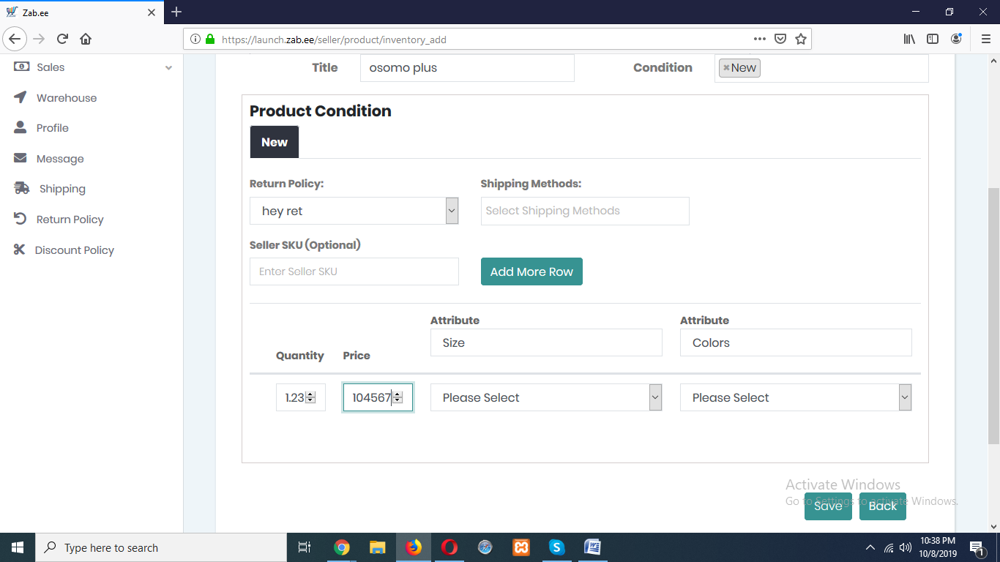 Zab.ee
https://launch.zab.ee/seller/product/inventory_add
Sales
Warehouse
Profile
Message
Shipping
Return Policy
Discount Policy
Title
osomo plus
Condition
×New
Product Condition
New
Return Policy:
Shipping Methods:
hey ret
Select Shipping Methods
Seller SKU (Optional)
Enter Seller SKU
Add More Row
Attribute
Attribute
Size
Colors
Quantity
Price
1.23
104567
Please Select
Please Select
Activate Windows
Go to Settings to activate Windows.
Save
Back
Type here to search
10:38 PM
10/8/2019
1